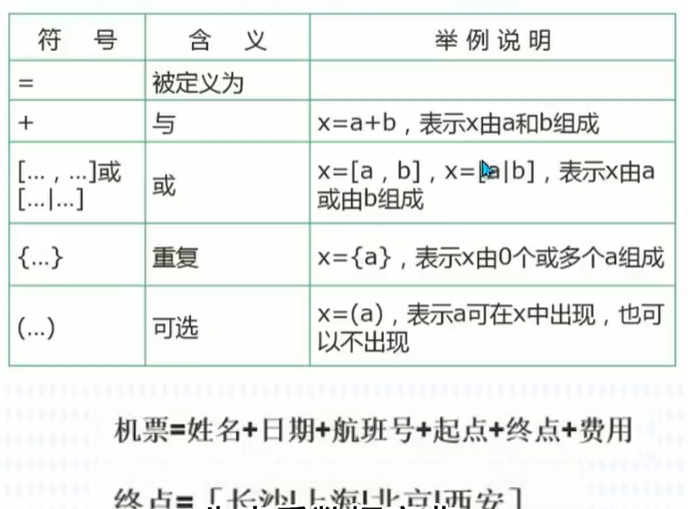 符 号 含 义 举 例 说 明
= 被定义为
+ 与 x=a+b，表示x由a和b组成
[…，…]或
[…|…]
或
x=[a，b]，x=[a|b]，表示x由a
或由b组成
{…} 重复 x={a}，表示x由0个或多个a组成
(…) 可选
x=(a)，表示a可在x中出现，也可
以不出现
机票=姓名+日期+航班号+起点+终点+费用
终点=［长沙|上海|北京|西安］